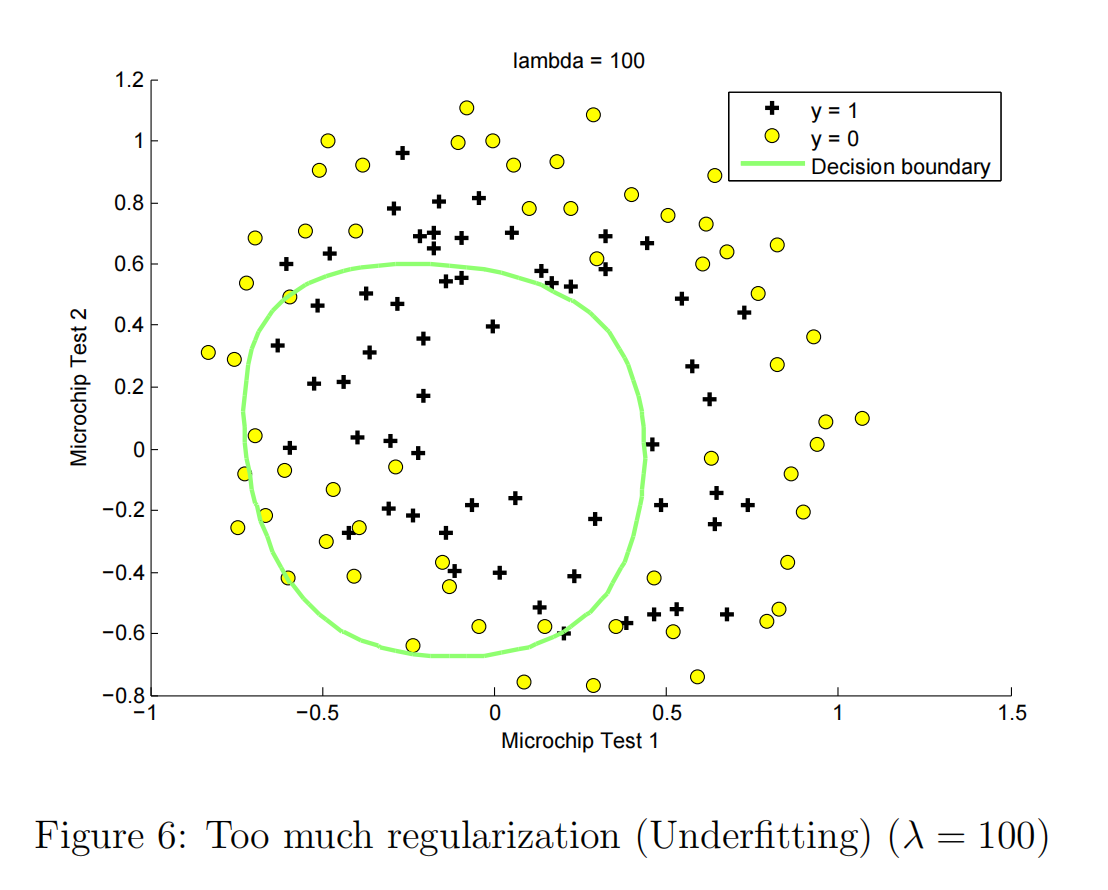 lambda = 100
1.2
1
0.8
0.6
0.4
0.2
0
−0.2
−0.4
−0.6
−0.8
Microchip Test 2
y = 1
y = 0
Decision boundary
−1
−0.5
0
0.5
1
1.5
Microchip Test 1
Figure 6: Too much regularization (Underfitting) (λ = 100)